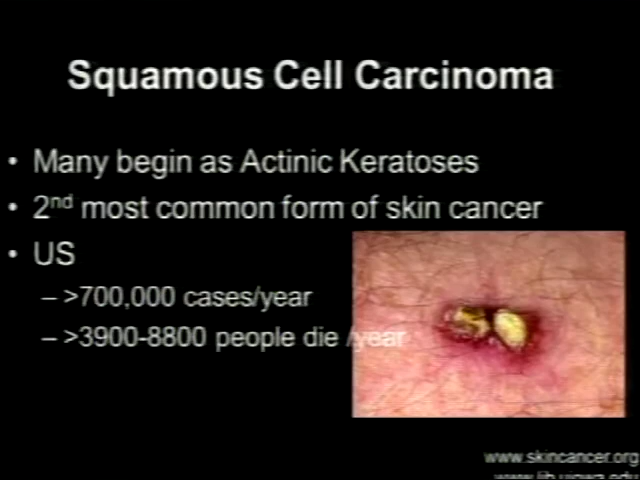 Squamous Cell Carcinoma
• Many begin as Actinic Keratoses
• 2nd most common form of skin cancer
• US
– >700,000 cases/year
– >3900-8800 people die /year
www.skincancer.org